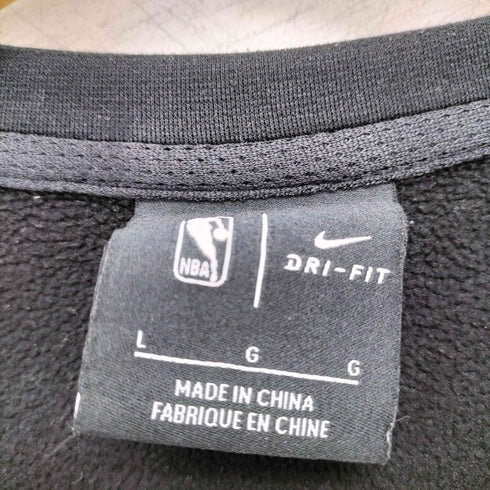 NBA
DRI-FIT
L G G
MADE IN CHINA
FABRIQUE EN CHINE